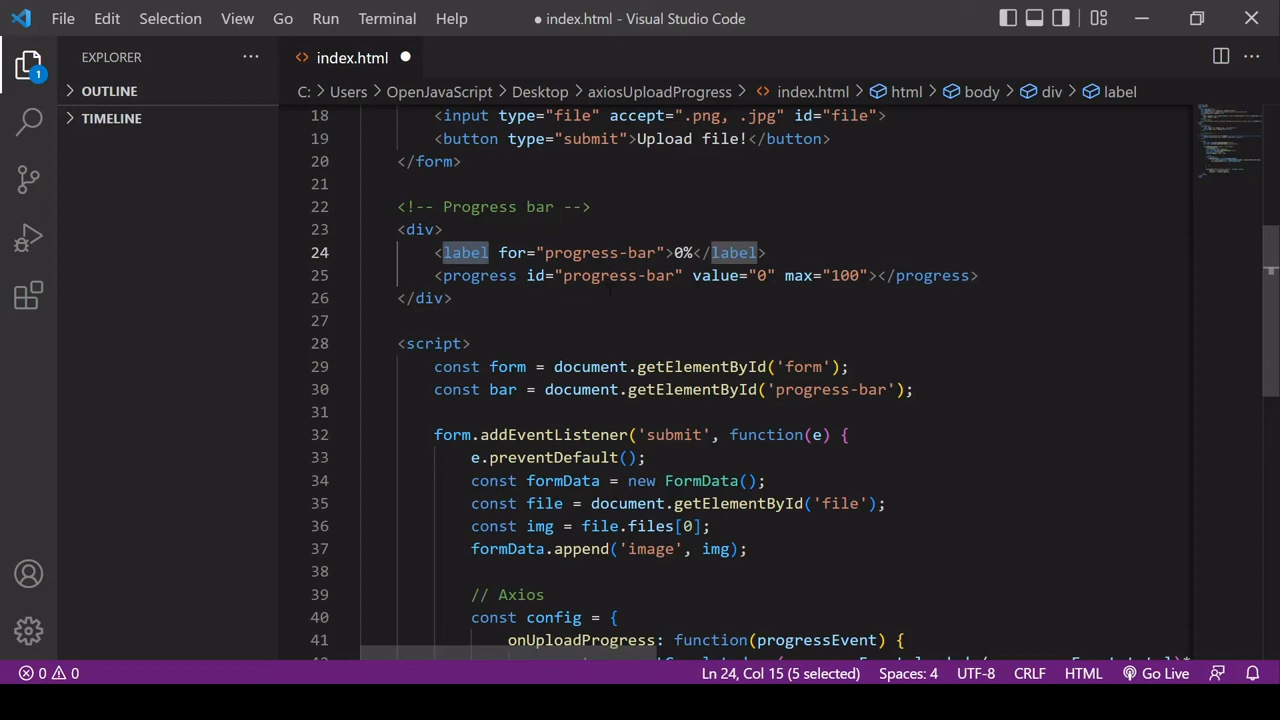 File Edit Selection View Go Run Terminal Help ● index.html - Visual Studio Code
EXPLORER ··· <> index.html ●
C: > Users > OpenJavaScript > Desktop > axiosUploadProgress > <> index.html > html > body > div > label
> OUTLINE
> TIMELINE
1
18 <input type="file" accept=".png, .jpg" id="file">
19 <button type="submit">Upload file!</button>
20 </form>
21
22 <!-- Progress bar -->
23 <div>
24 <label for="progress-bar">0%</label>
25 <progress id="progress-bar" value="0" max="100"></progress>
26 </div>
27
28 <script>
29 const form = document.getElementById('form');
30 const bar = document.getElementById('progress-bar');
31
32 form.addEventListener('submit', function(e) {
33 e.preventDefault();
34 const formData = new FormData();
35 const file = document.getElementById('file');
36 const img = file.files[0];
37 formData.append('image', img);
38
39 // Axios
40 const config = {
41 onUploadProgress: function(progressEvent) {
0 0 Ln 24, Col 15 (5 selected) Spaces: 4 UTF-8 CRLF HTML Go Live